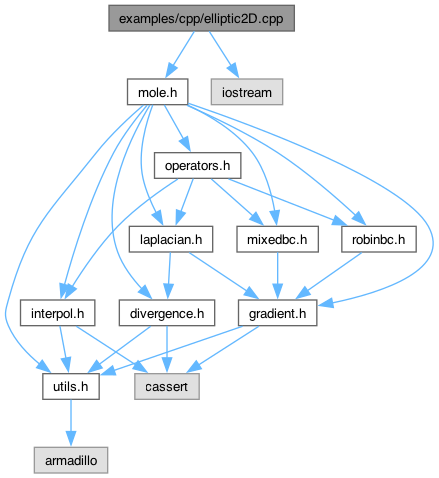 examples/cpp/elliptic2D.cpp
mole.h
iostream
operators.h
laplacian.h
mixedbc.h
robinbc.h
interpol.h
divergence.h
gradient.h
utils.h
cassert
armadillo